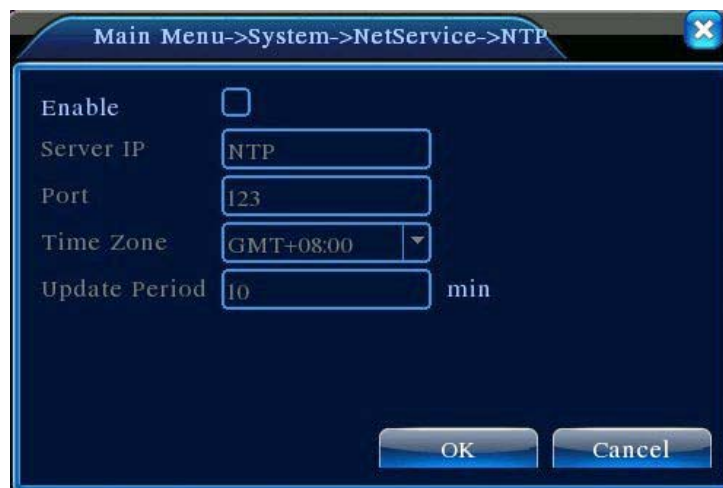 Main Menu->System->NetService->NTP
Enable
Server IP NTP
Port 123
Time Zone GMT+08:00
Update Period 10 min
OK Cancel